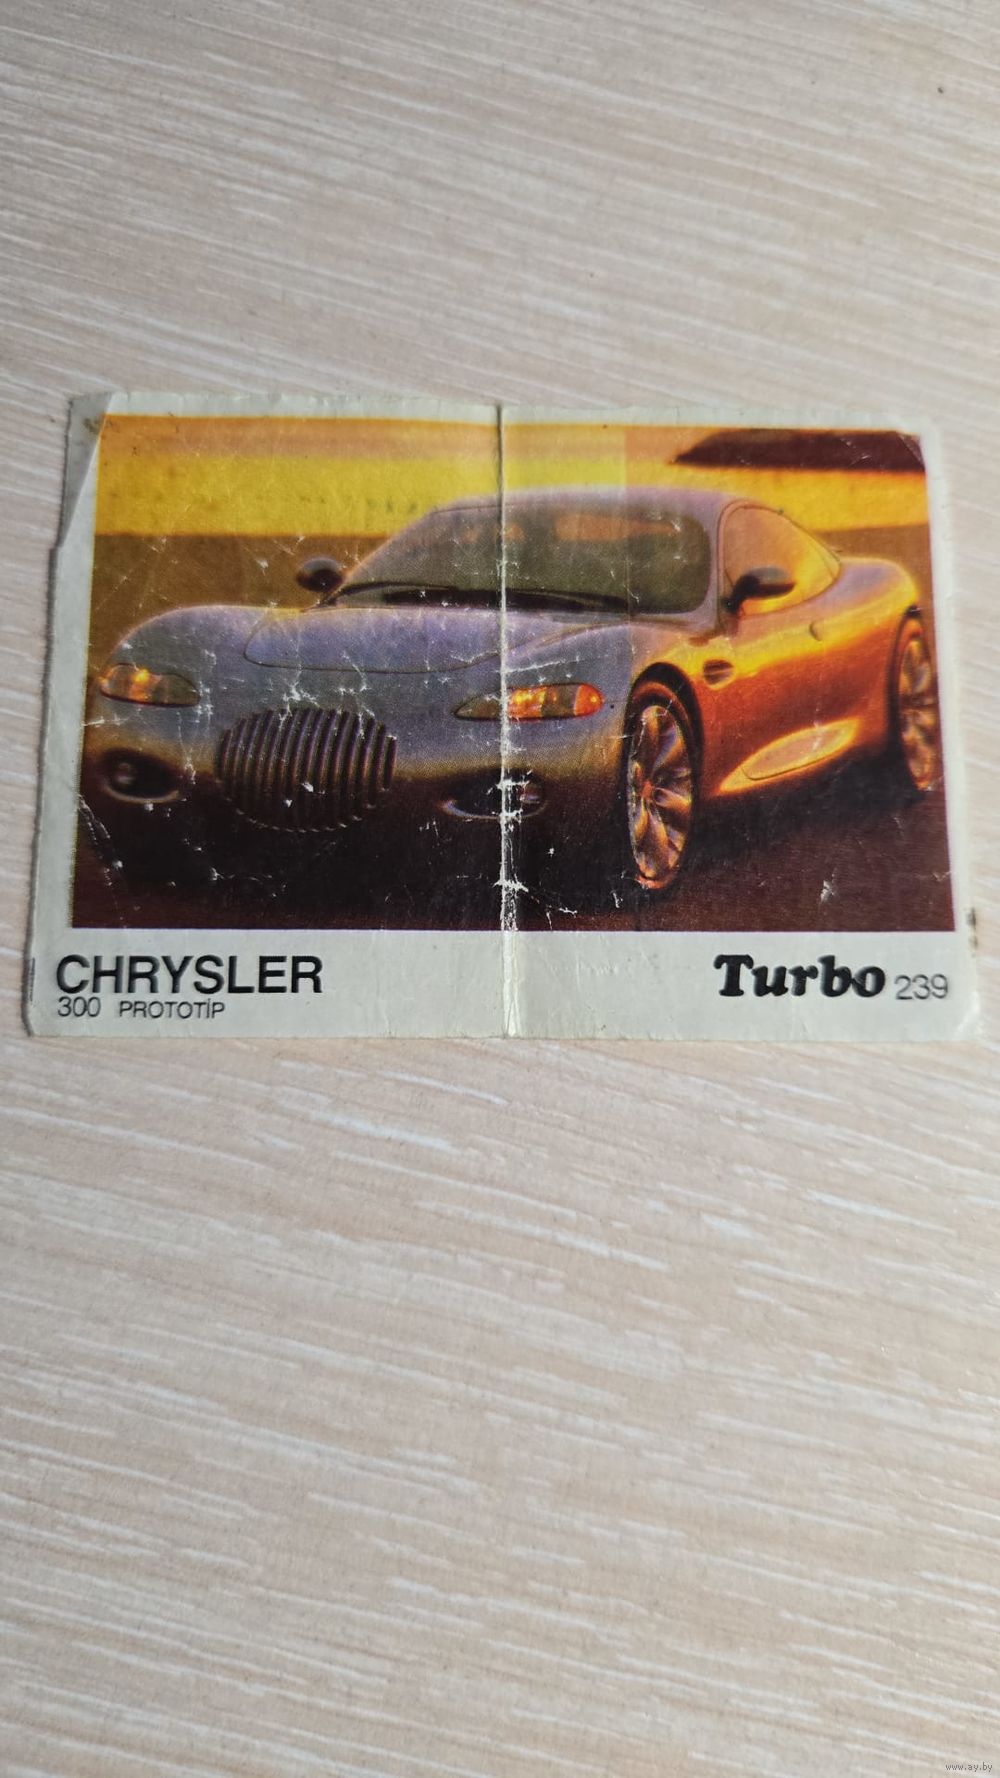 CHRYSLER
300 PROTOTİP
Turbo 239
www.ay.by